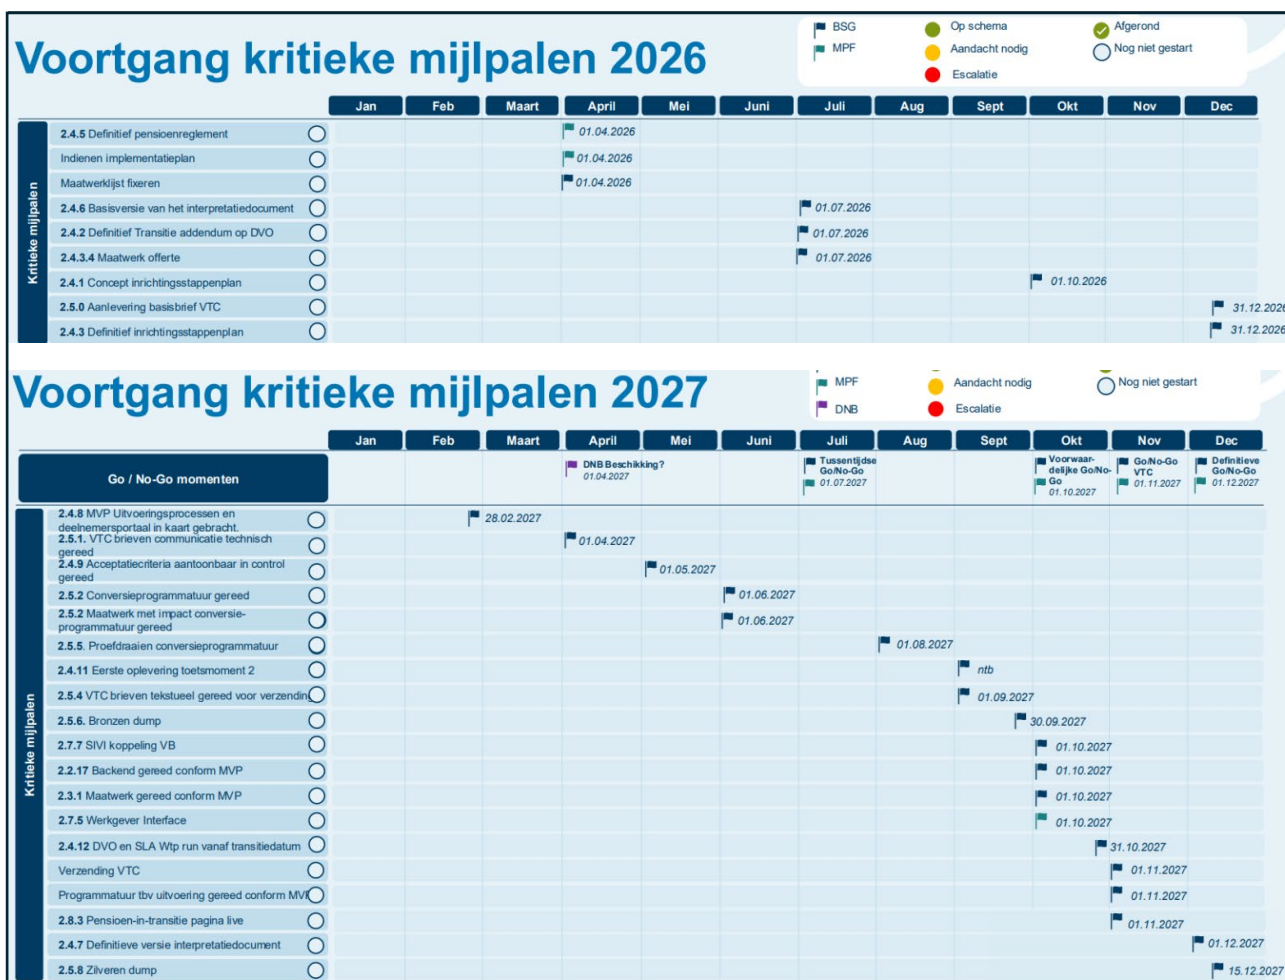 Voortgang kritieke mijlpalen 2026
BSG
MPF
Op schema
Aandacht nodig
Escalatie
Afgerond
Nog niet gestart
Jan Feb Maart April Mei Juni Juli Aug Sept Okt Nov Dec
Kritieke mijlpalen
2.4.5 Definitief pensioenreglement 01.04.2026
Indienen implementatieplan 01.04.2026
Maatwerklijst fixeren 01.04.2026
2.4.6 Basisversie van het interpretatiedocument 01.07.2026
2.4.2 Definitief Transitie addendum op DVO 01.07.2026
2.4.3.4 Maatwerk offerte 01.07.2026
2.4.1 Concept inrichtingsstappenplan 01.10.2026
2.5.0 Aanlevering basisbrief VTC 31.12.2026
2.4.3 Definitief inrichtingsstappenplan 31.12.2026
Voortgang kritieke mijlpalen 2027
MPF
DNB
Aandacht nodig
Escalatie
Nog niet gestart
Jan Feb Maart April Mei Juni Juli Aug Sept Okt Nov Dec
Go / No-Go momenten
DNB Beschikking?
01.04.2027
Tussentijdse
Go/No-Go
01.07.2027
Voorwaar-
delijke Go/No-
Go
01.10.2027
Go/No-Go
VTC
01.11.2027
Definitieve
Go/No-Go
01.12.2027
Kritieke mijlpalen
2.4.8 MVP Uitvoeringsprocessen en
deelnemersportaal in kaart gebracht. 28.02.2027
2.5.1. VTC brieven communicatie technisch
gereed 01.04.2027
2.4.9 Acceptatiecriteria aantoonbaar in control
gereed 01.05.2027
2.5.2 Conversieprogrammatuur gereed 01.06.2027
2.5.2 Maatwerk met impact conversie-
programmatuur gereed 01.06.2027
2.5.5. Proefdraaien conversieprogrammatuur 01.08.2027
2.4.11 Eerste oplevering toetsmoment 2 ntb
2.5.4 VTC brieven tekstueel gereed voor verzending 01.09.2027
2.5.6. Bronzen dump 30.09.2027
2.7.7 SIVI koppeling VB 01.10.2027
2.2.17 Backend gereed conform MVP 01.10.2027
2.3.1 Maatwerk gereed conform MVP 01.10.2027
2.7.5 Werkgever Interface 01.10.2027
2.4.12 DVO en SLA Wtp run vanaf transitiedatum 31.10.2027
Verzending VTC 01.11.2027
Programmatuur tbv uitvoering gereed conform MVP 01.11.2027
2.8.3 Pensioen-in-transitie pagina live 01.11.2027
2.4.7 Definitieve versie interpretatiedocument 01.12.2027
2.5.8 Zilveren dump 15.12.2027